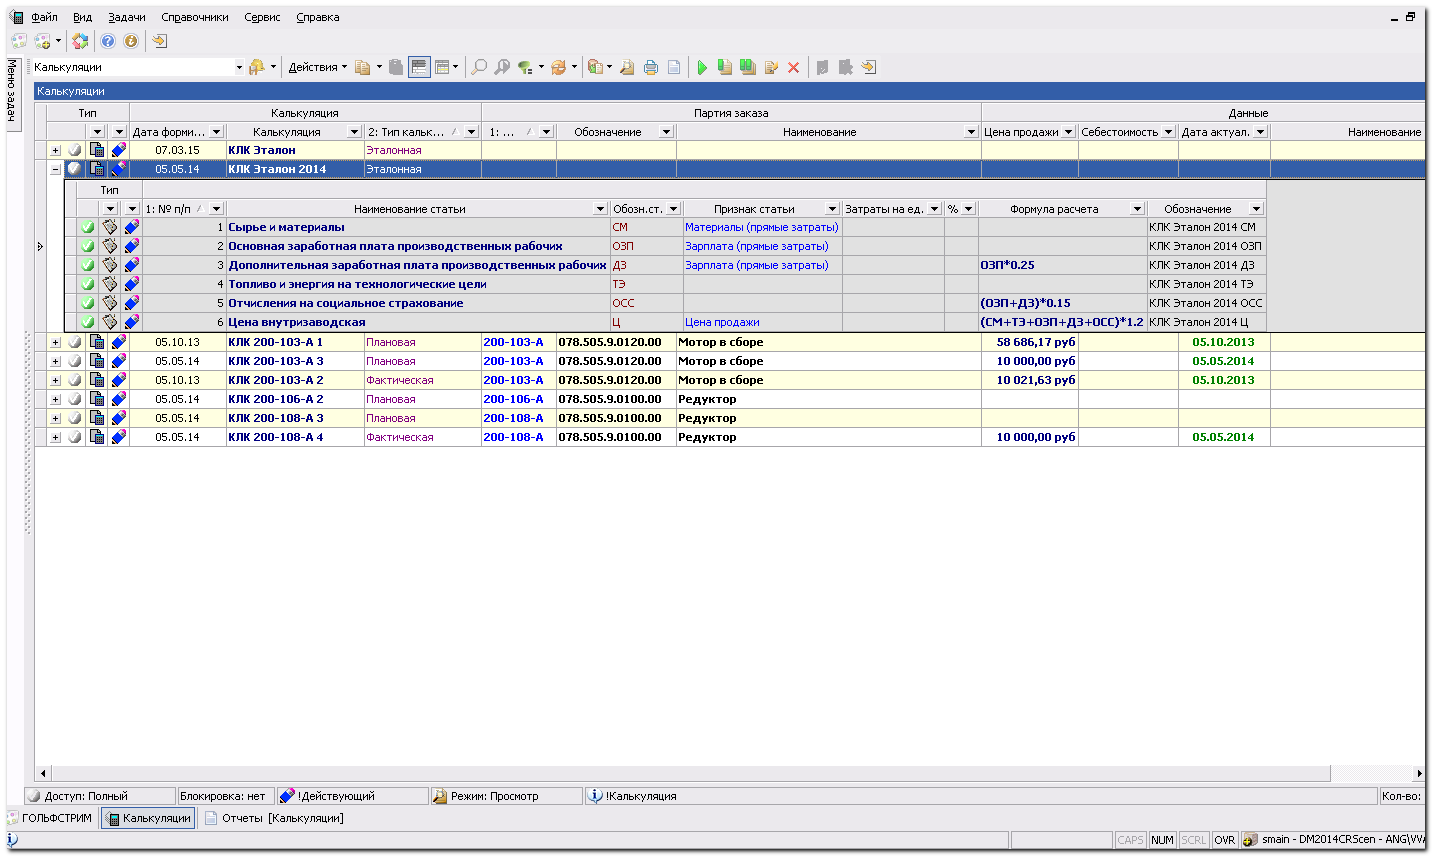 Файл Вид Задачи Справочники Сервис Справка
Меню задач
Калькуляции Действия
Калькуляции
Тип Калькуляция Партия заказа Данные
Дата форми... Калькуляция 2: Тип кальк... 1: ... Обозначение Наименование Цена продажи Себестоимость Дата актуал. Наименование
07.03.15 КЛК Эталон Эталонная
05.05.14 КЛК Эталон 2014 Эталонная
Тип
1: № п/п Наименование статьи Обозн.ст. Признак статьи Затраты на ед. % Формула расчета Обозначение
1 Сырье и материалы СМ Материалы (прямые затраты) КЛК Эталон 2014 СМ
2 Основная заработная плата производственных рабочих ОЗП Зарплата (прямые затраты) КЛК Эталон 2014 ОЗП
3 Дополнительная заработная плата производственных рабочих ДЗ Зарплата (прямые затраты) ОЗП*0.25 КЛК Эталон 2014 ДЗ
4 Топливо и энергия на технологические цели ТЭ КЛК Эталон 2014 ТЭ
5 Отчисления на социальное страхование ОСС (ОЗП+ДЗ)*0.15 КЛК Эталон 2014 ОСС
6 Цена внутризаводская Ц Цена продажи (СМ+ТЭ+ОЗП+ДЗ+ОСС)*1.2 КЛК Эталон 2014 Ц
05.10.13 КЛК 200-103-А 1 Плановая 200-103-А 078.505.9.0120.00 Мотор в сборе 58 686,17 руб 05.10.2013
05.05.14 КЛК 200-103-А 3 Плановая 200-103-А 078.505.9.0120.00 Мотор в сборе 10 000,00 руб 05.05.2014
05.10.13 КЛК 200-103-А 2 Фактическая 200-103-А 078.505.9.0120.00 Мотор в сборе 10 021,63 руб 05.10.2013
05.05.14 КЛК 200-106-А 2 Плановая 200-106-А 078.505.9.0100.00 Редуктор
05.05.14 КЛК 200-108-А 3 Плановая 200-108-А 078.505.9.0100.00 Редуктор
05.05.14 КЛК 200-108-А 4 Фактическая 200-108-А 078.505.9.0100.00 Редуктор 10 000,00 руб 05.05.2014
Доступ: Полный Блокировка: нет !Действующий Режим: Просмотр !Калькуляция Кол-во:
ГОЛЬФСТРИМ Калькуляции Отчеты [Калькуляции]
CAPS NUM SCRL OVR smain - DM2014CRScen - ANG\VVA